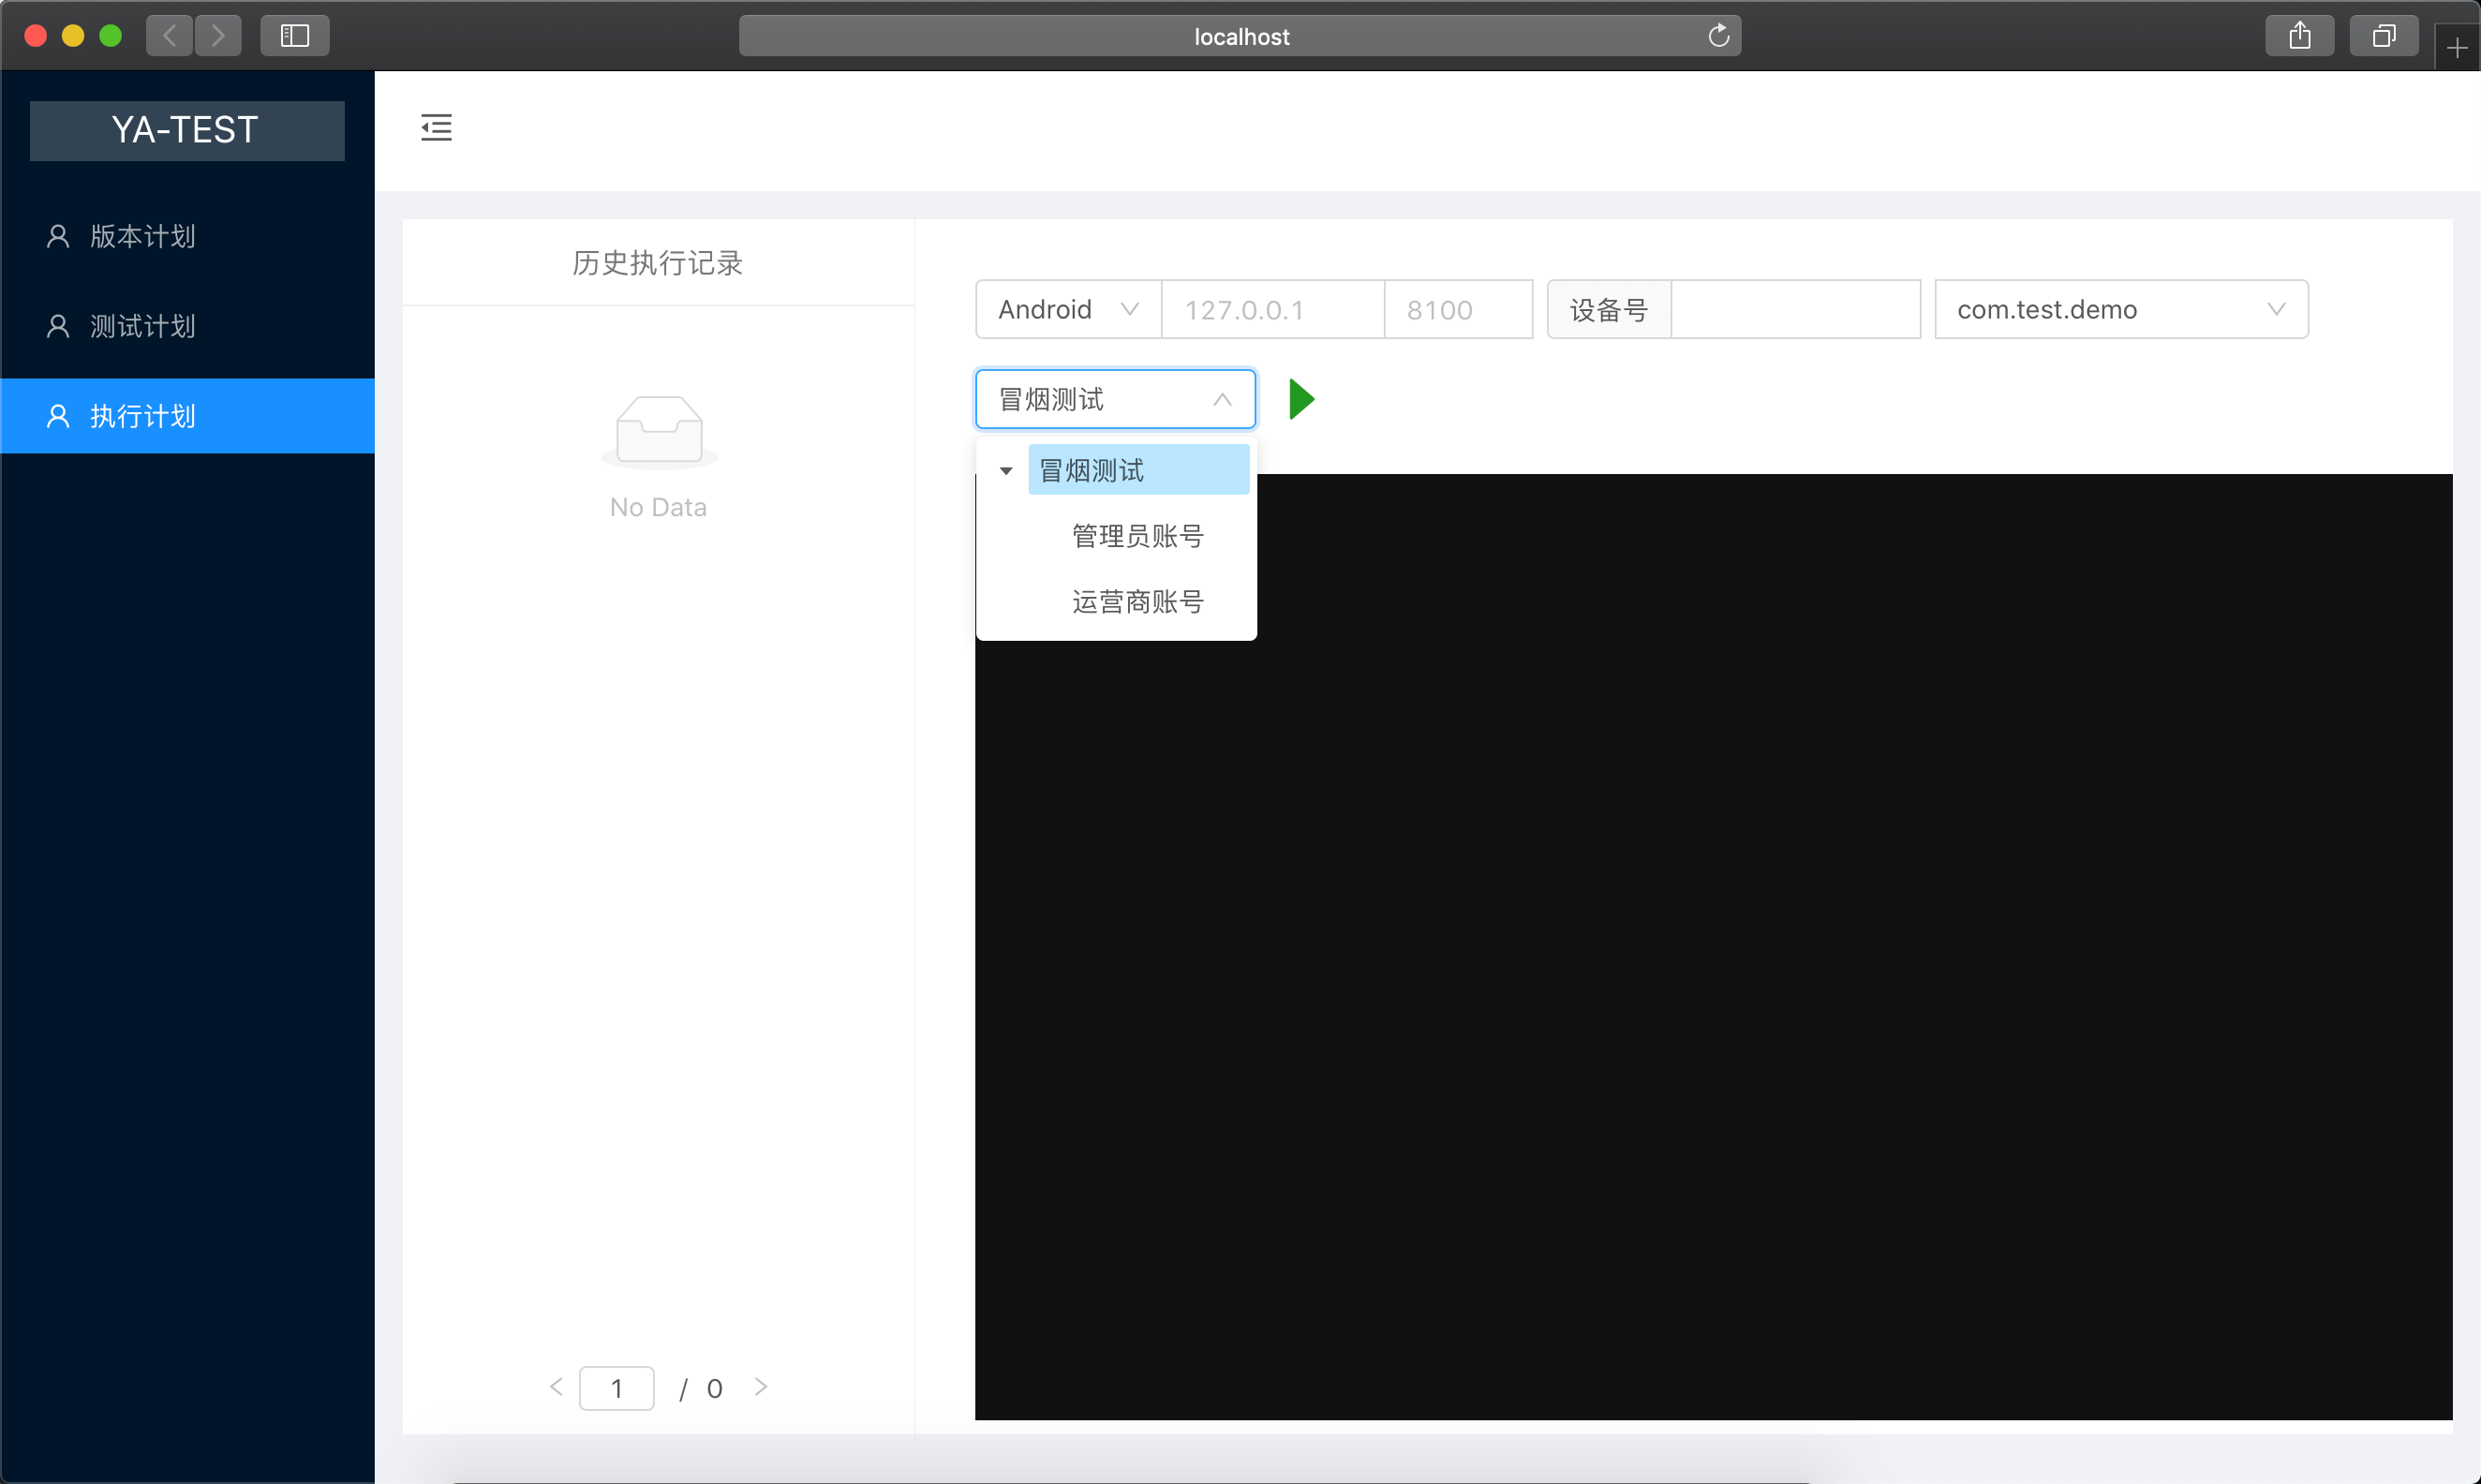 localhost
YA-TEST
版本计划
测试计划
执行计划
历史执行记录
No Data
1 / 0
Android 127.0.0.1 8100 设备号 com.test.demo
冒烟测试
冒烟测试
管理员账号
运营商账号